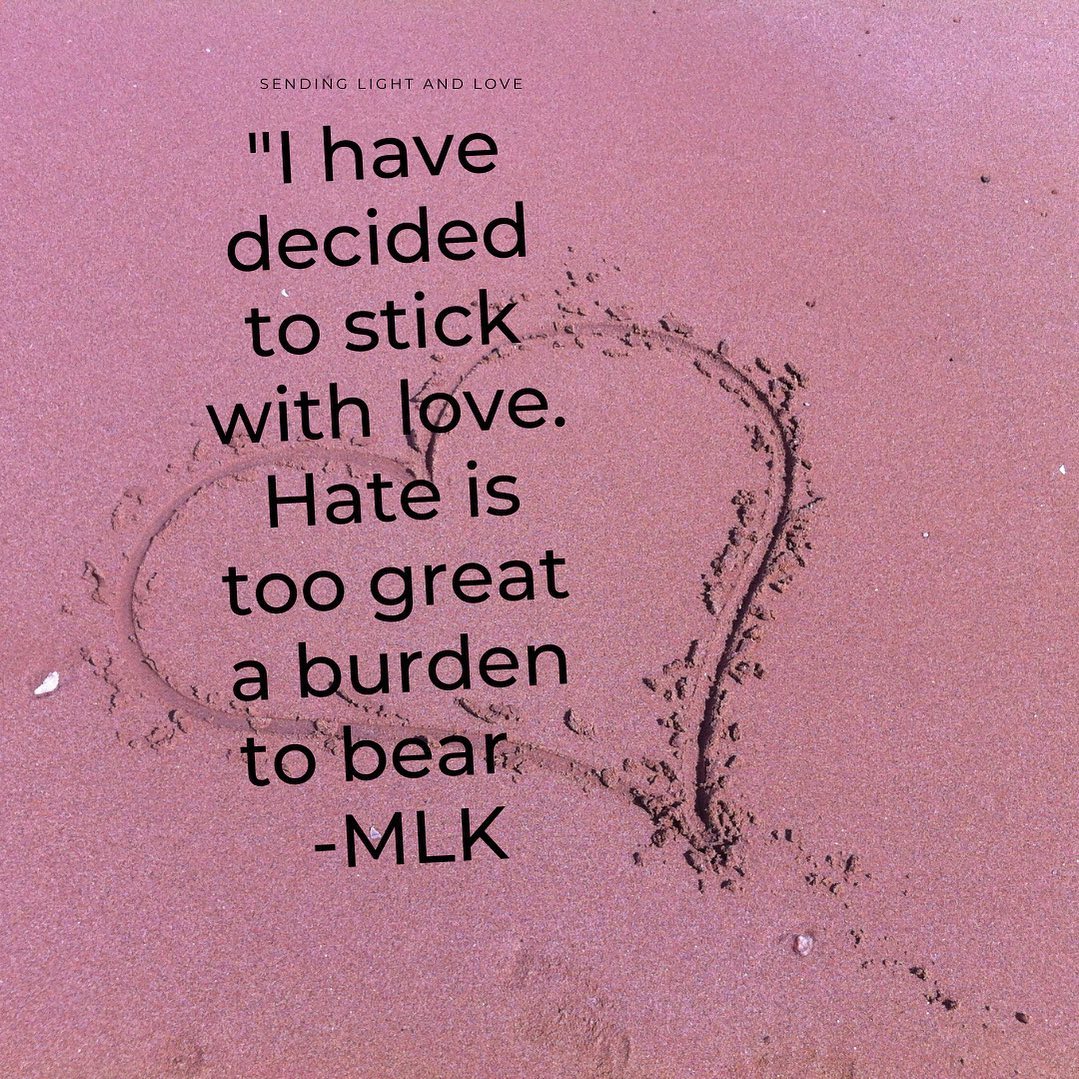 SENDING LIGHT AND LOVE
"I have
decided
to stick
with love.
Hate is
too great
a burden
to bear
-MLK